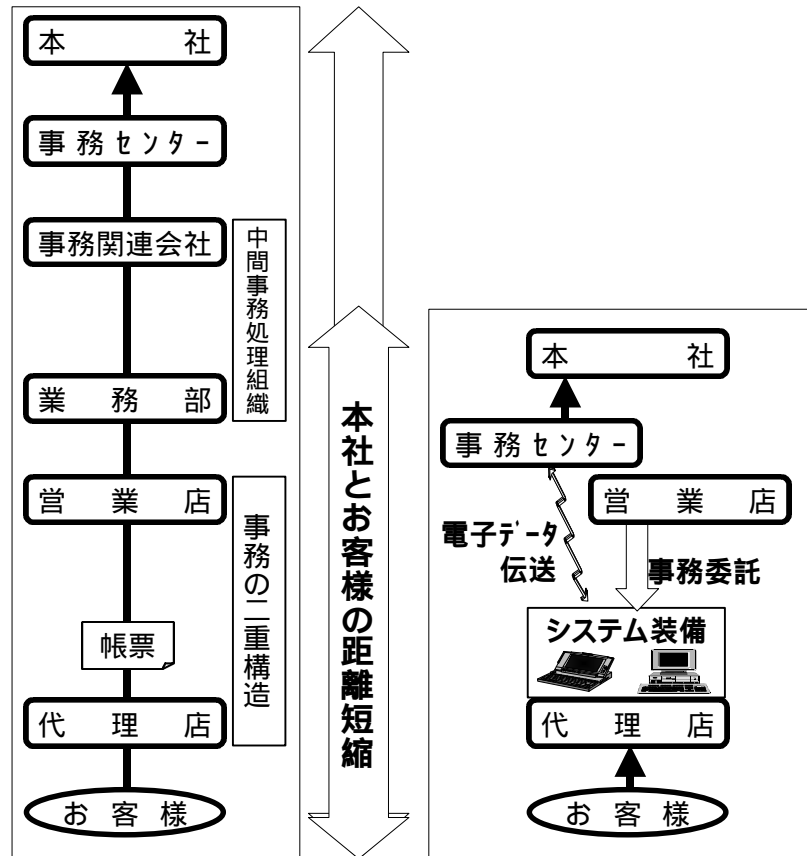 本社
事務ｾﾝﾀｰ
事務関連会社
中間事務処理組織
業務部
営業店
事務の二重構造
帳票
代理店
お客様
本社とお客様の距離短縮
本社
事務ｾﾝﾀｰ
営業店
電子ﾃﾞｰﾀ
伝送
事務委託
システム装備
代理店
お客様